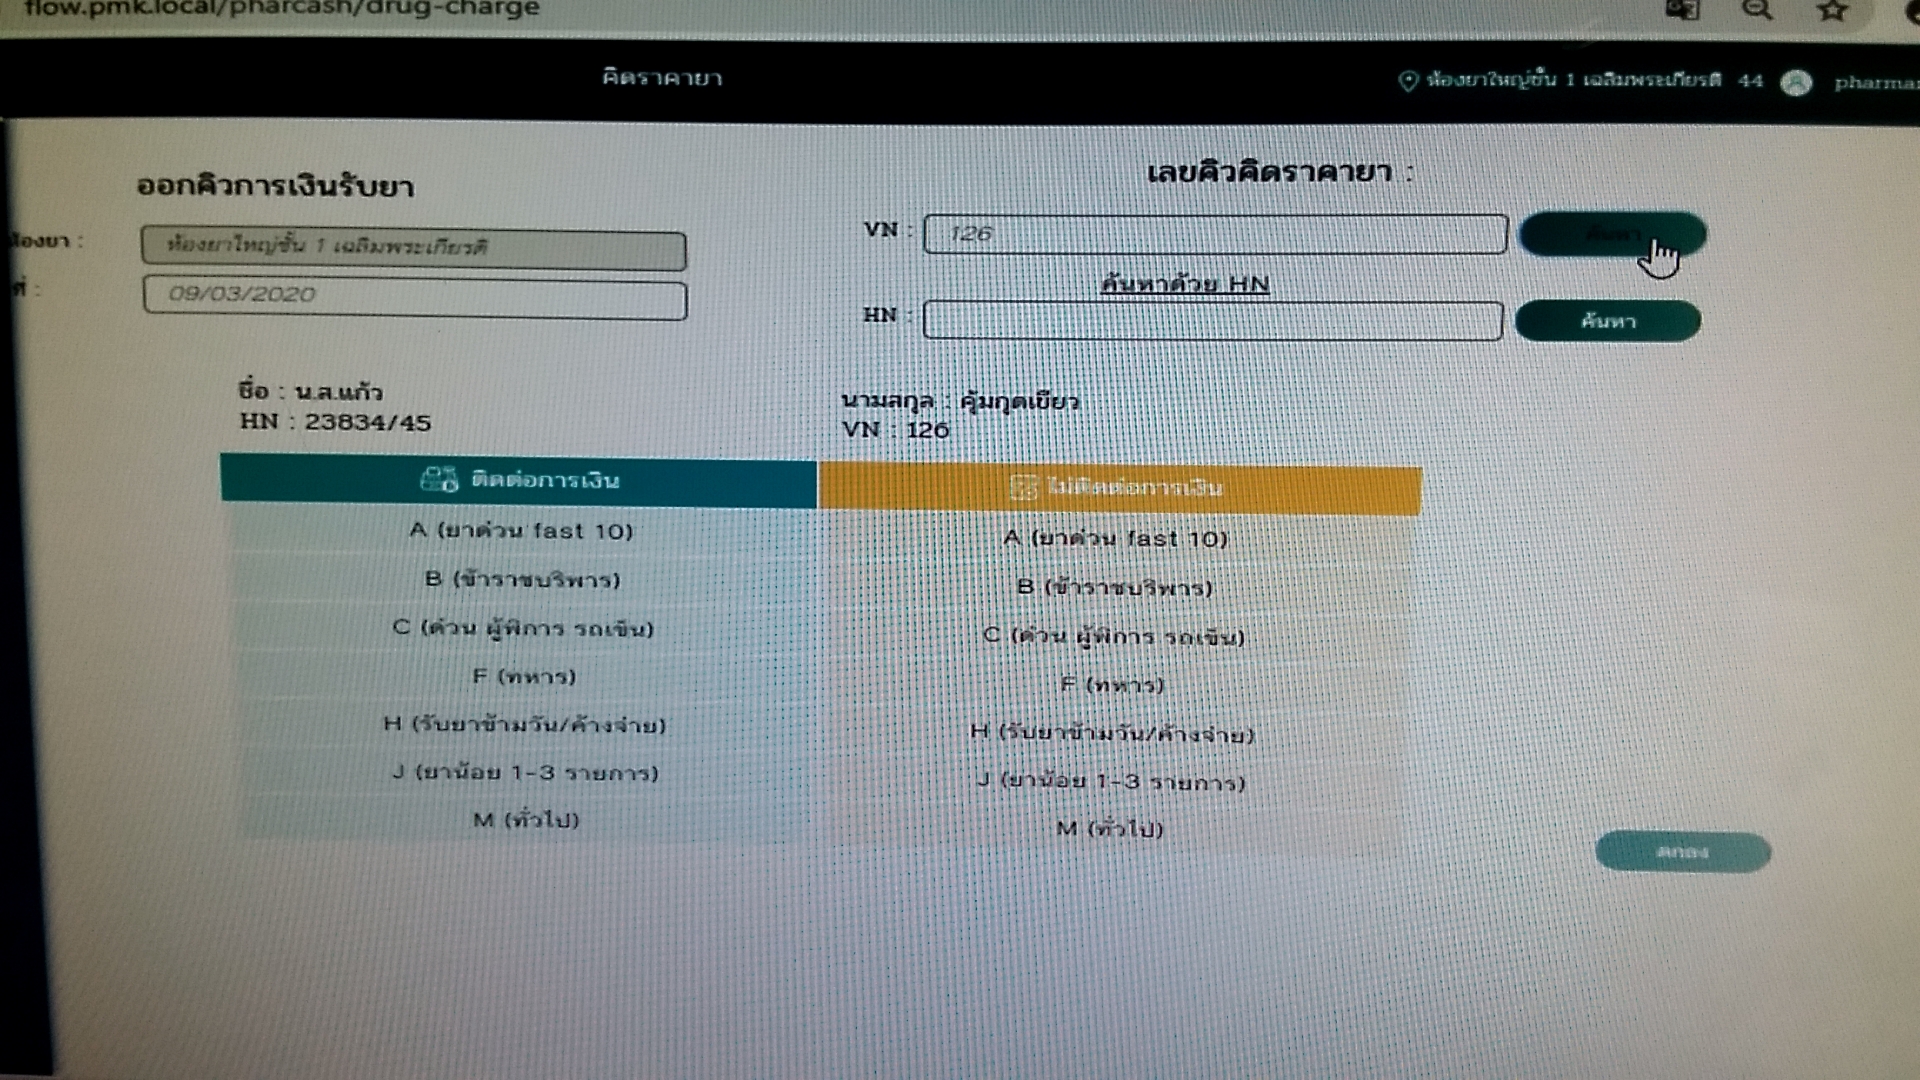 flow.pmk.local/pharcash/drug-charge
คิดราคายา
ห้องยาใหญ่ชั้น 1 เฉลิมพระเกียรติ 44
ออกคิวการเงินรับยา
เลขคิวคิดราคายา :
ห้องยาใหญ่ชั้น 1 เฉลิมพระเกียรติ
VN : 126 ค้นหา
ค้นหาด้วย HN
09/03/2020
HN : ค้นหา
ชื่อ : น.ส.แก้ว
นามสกุล : คุ้มกุดเขียว
HN : 23834/45
VN : 126
ติดต่อการเงิน
ไม่ติดต่อการเงิน
A (ยาด่วน fast 10)
A (ยาด่วน fast 10)
B (ข้าราชบริพาร)
B (ข้าราชบริพาร)
C (ด่วน ผู้พิการ รถเข็น)
C (ด่วน ผู้พิการ รถเข็น)
F (ทหาร)
F (ทหาร)
H (รับยาข้ามวัน/ค้างจ่าย)
H (รับยาข้ามวัน/ค้างจ่าย)
J (ยาน้อย 1-3 รายการ)
J (ยาน้อย 1-3 รายการ)
M (ทั่วไป)
M (ทั่วไป)
ตกลง